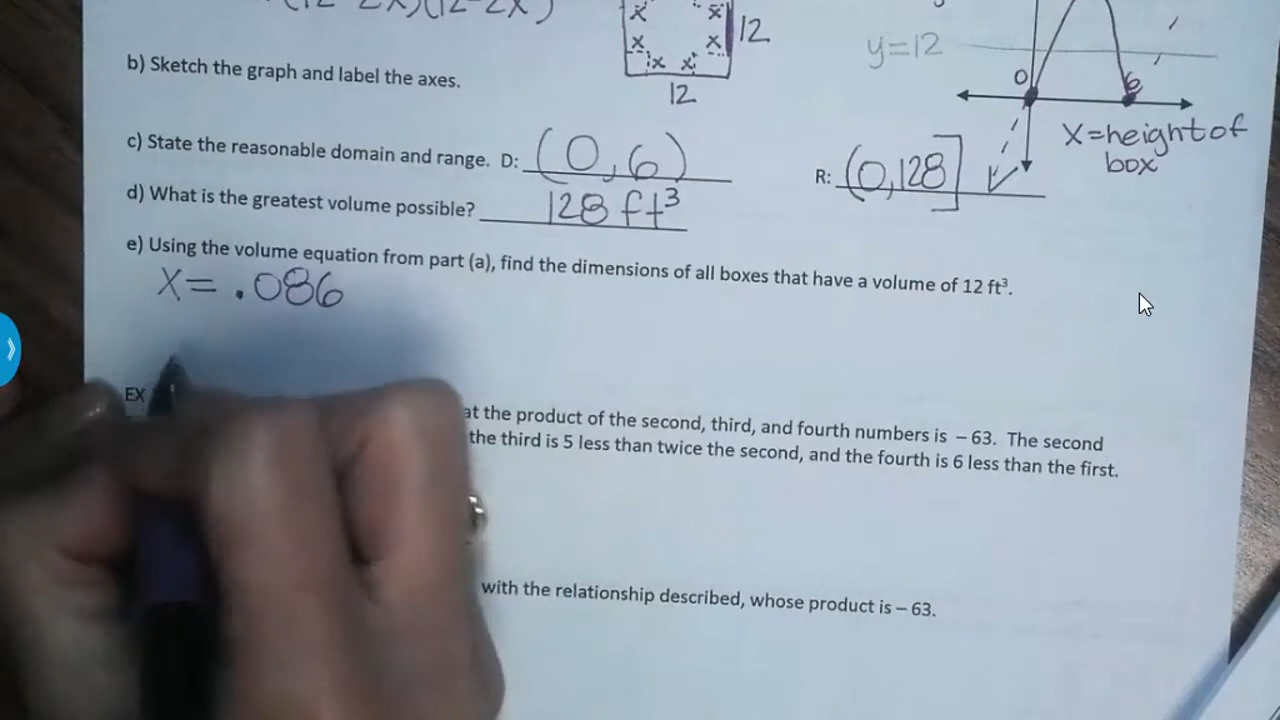 (12-2x)(12-2x)
x x
x x 12
x x
12
y=12
0 6
x=height of
box
b) Sketch the graph and label the axes.
c) State the reasonable domain and range. D: (0,6) R: (0,128]
d) What is the greatest volume possible? 128 ft³
e) Using the volume equation from part (a), find the dimensions of all boxes that have a volume of 12 ft³.
x=.086
EX
at the product of the second, third, and fourth numbers is –63. The second
the third is 5 less than twice the second, and the fourth is 6 less than the first.
with the relationship described, whose product is –63.